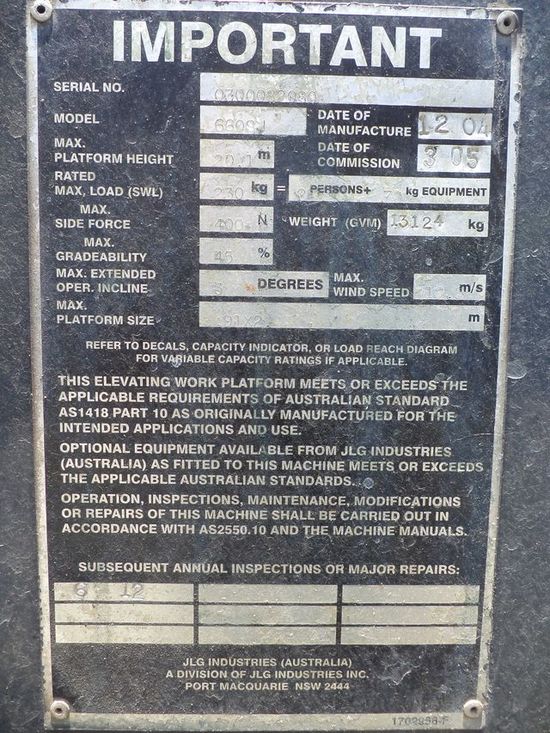 IMPORTANT
SERIAL NO.
MODEL DATE OF MANUFACTURE 12 04
MAX. PLATFORM HEIGHT m DATE OF COMMISSION 3 05
RATED MAX, LOAD (SWL) 230 kg = PERSONS+ kg EQUIPMENT
MAX. SIDE FORCE 400 N WEIGHT (GVM) 13124 kg
MAX. GRADEABILITY 45 %
MAX. EXTENDED OPER. INCLINE DEGREES MAX. WIND SPEED m/s
MAX. PLATFORM SIZE m
REFER TO DECALS, CAPACITY INDICATOR, OR LOAD REACH DIAGRAM
FOR VARIABLE CAPACITY RATINGS IF APPLICABLE.
THIS ELEVATING WORK PLATFORM MEETS OR EXCEEDS THE
APPLICABLE REQUIREMENTS OF AUSTRALIAN STANDARD
AS1418 PART 10 AS ORIGINALLY MANUFACTURED FOR THE
INTENDED APPLICATIONS AND USE.
OPTIONAL EQUIPMENT AVAILABLE FROM JLG INDUSTRIES
(AUSTRALIA) AS FITTED TO THIS MACHINE MEETS OR EXCEEDS
THE APPLICABLE AUSTRALIAN STANDARDS.
OPERATION, INSPECTIONS, MAINTENANCE, MODIFICATIONS
OR REPAIRS OF THIS MACHINE SHALL BE CARRIED OUT IN
ACCORDANCE WITH AS2550.10 AND THE MACHINE MANUALS.
SUBSEQUENT ANNUAL INSPECTIONS OR MAJOR REPAIRS:
6 12
JLG INDUSTRIES (AUSTRALIA)
A DIVISION OF JLG INDUSTRIES INC.
PORT MACQUARIE NSW 2444